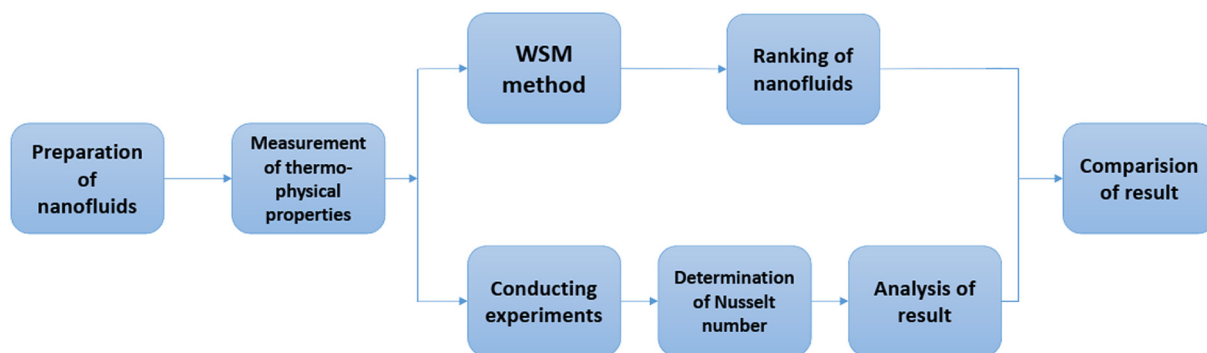 Preparation
of
nanofluids
Measurement
of thermo-
physical
properties
WSM
method
Ranking of
nanofluids
Conducting
experiments
Determination
of Nusselt
number
Analysis of
result
Comparision
of result